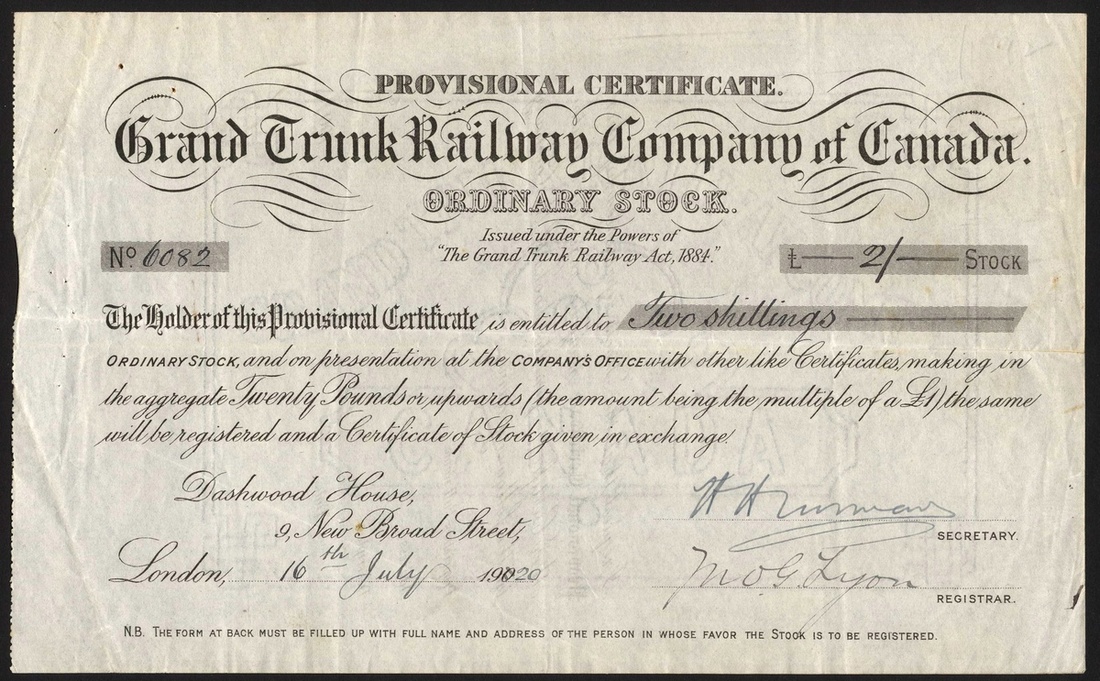 PROVISIONAL CERTIFICATE.
Grand Trunk Railway Company of Canada.
ORDINARY STOCK.
Issued under the Powers of
"The Grand Trunk Railway Act, 1884."
No 6082
£ 2/ STOCK
The Holder of this Provisional Certificate is entitled to Two shillings
ORDINARY STOCK, and on presentation at the COMPANY'S OFFICE with other like Certificates, making in
the aggregate Twenty Pounds or upwards (the amount being the multiple of a £1) the same
will be registered and a Certificate of Stock given in exchange.
Dashwood House,
9, New Broad Street,
London, 16th July 1920
SECRETARY.
Lyon
REGISTRAR.
N.B. THE FORM AT BACK MUST BE FILLED UP WITH FULL NAME AND ADDRESS OF THE PERSON IN WHOSE FAVOR THE STOCK IS TO BE REGISTERED.